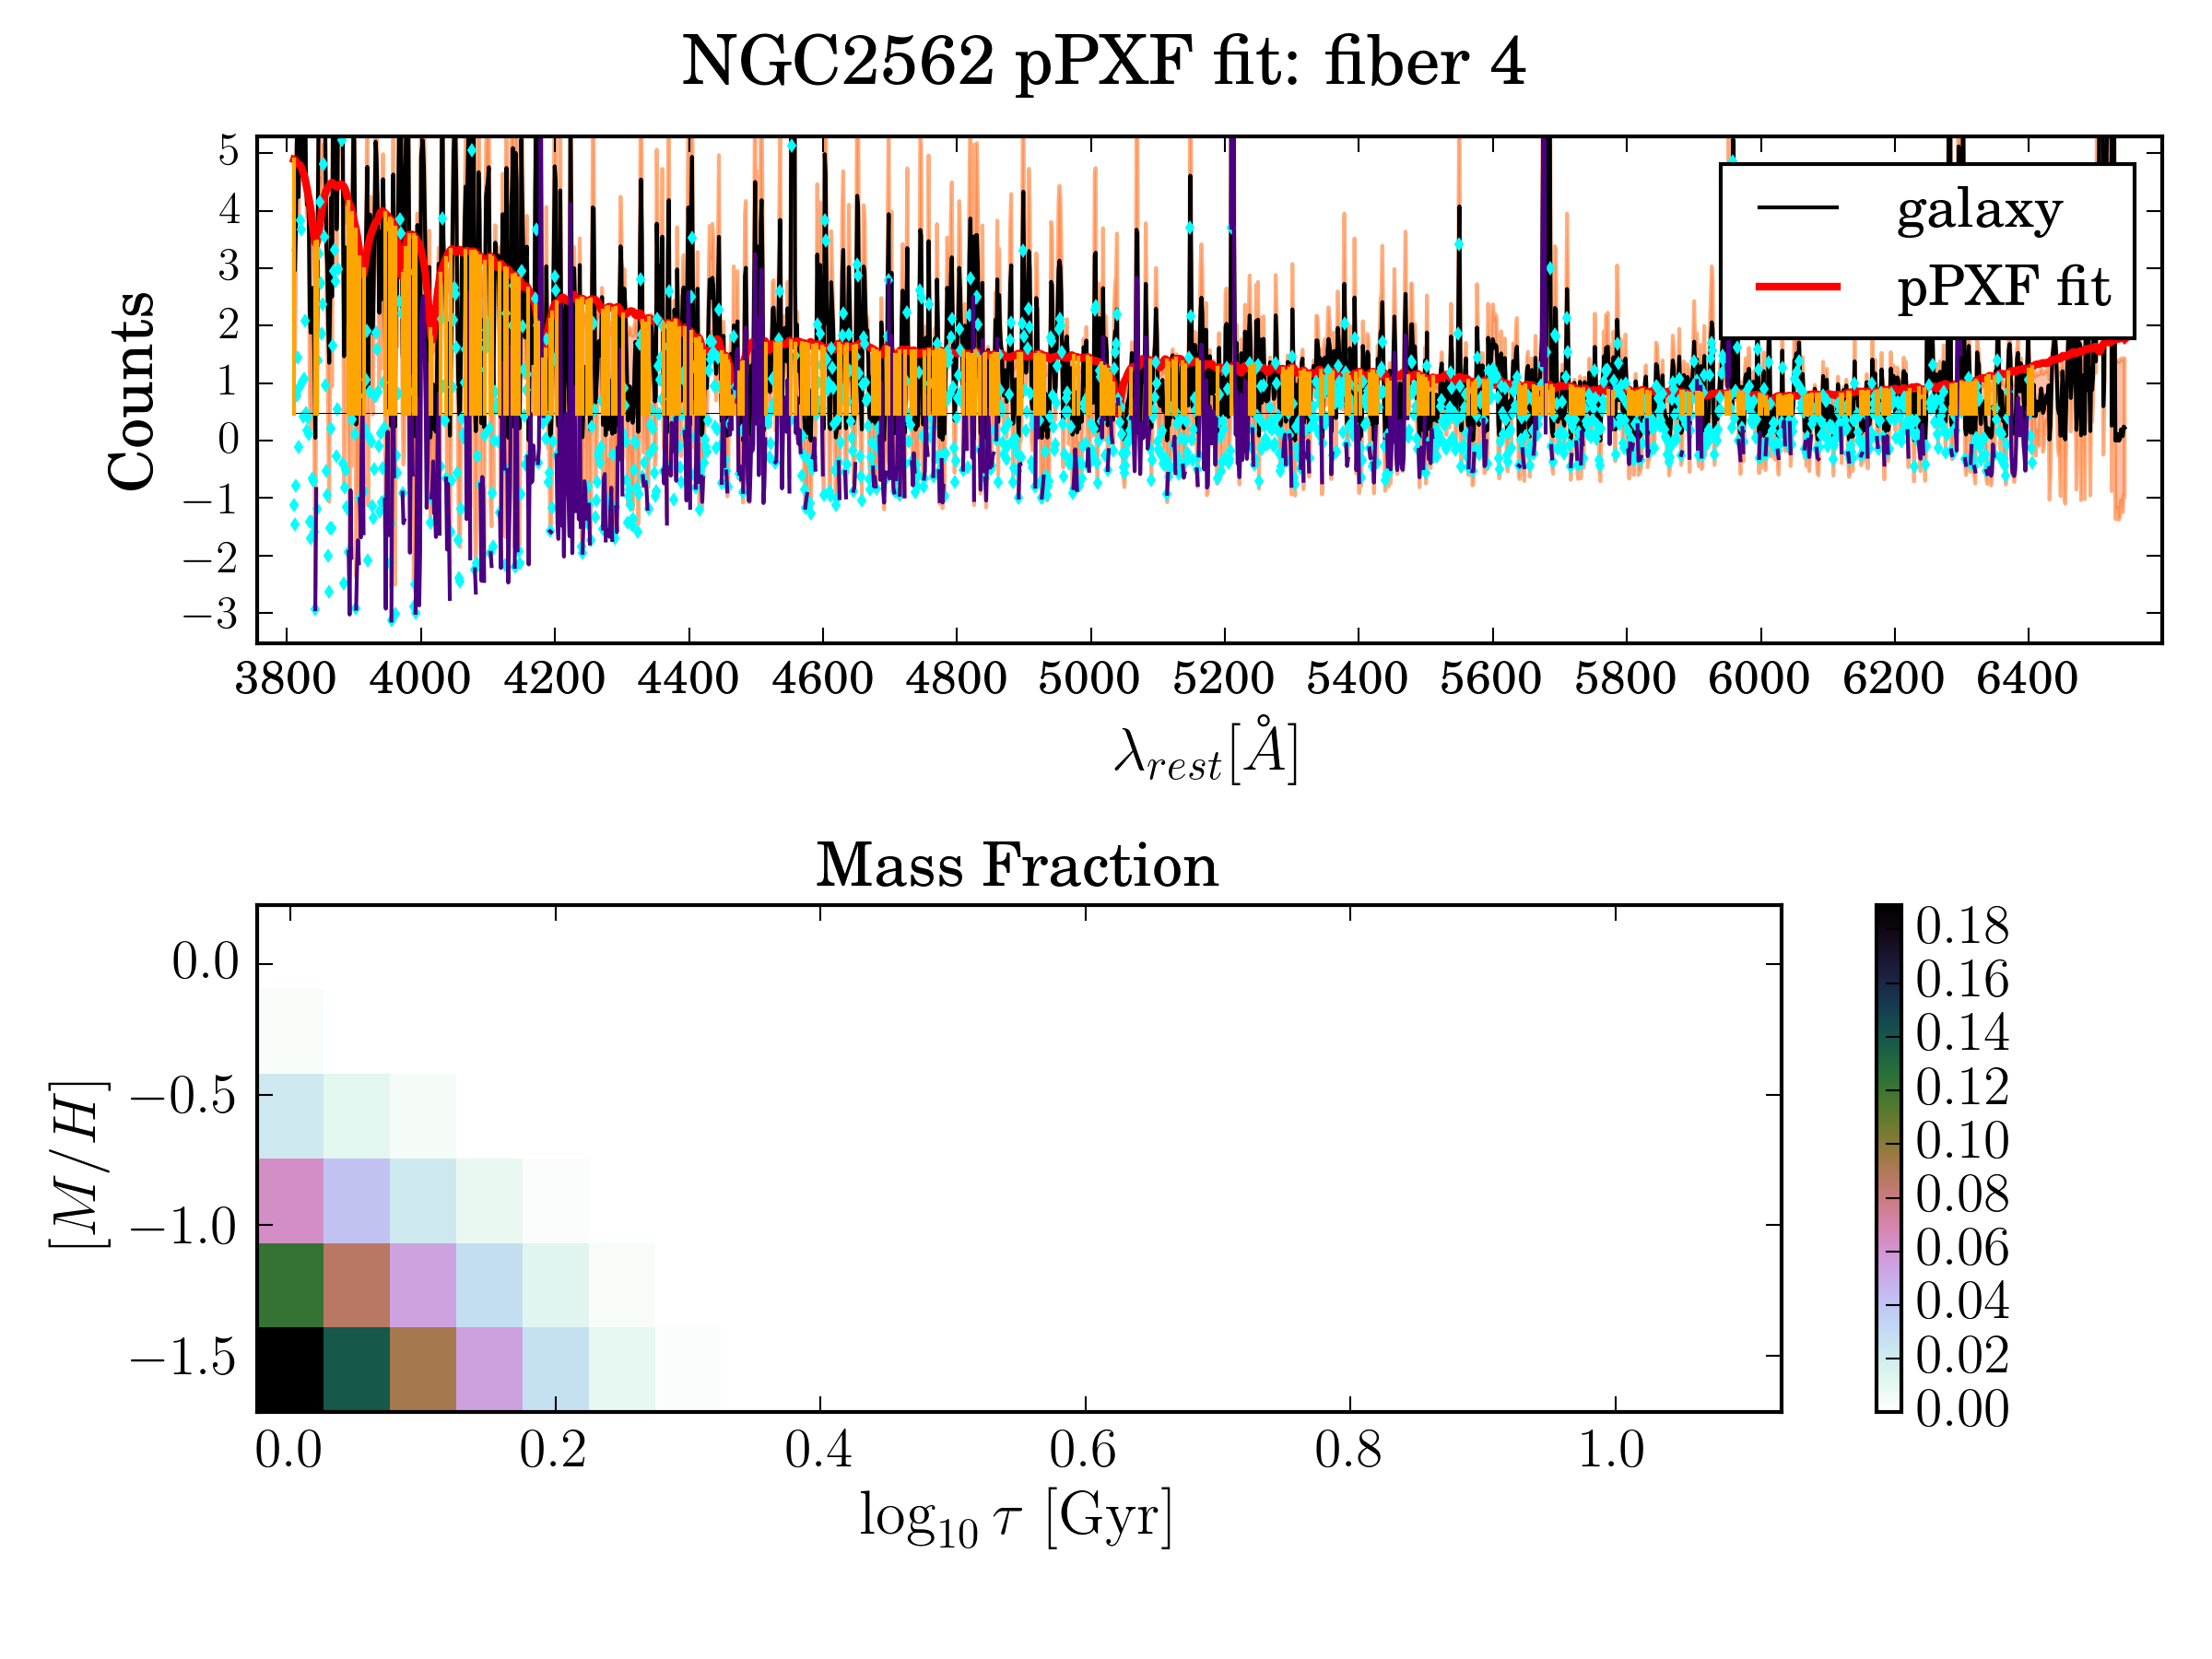 NGC2562 pPXF fit: fiber 4
5
4
3
2
1
0
−1
−2
−3
Counts
galaxy
pPXF fit
3800 4000 4200 4400 4600 4800 5000 5200 5400 5600 5800 6000 6200 6400
λrest[Å]
Mass Fraction
0.0
−0.5
−1.0
−1.5
[M/H]
0.0 0.2 0.4 0.6 0.8 1.0
log10 τ [Gyr]
0.18
0.16
0.14
0.12
0.10
0.08
0.06
0.04
0.02
0.00